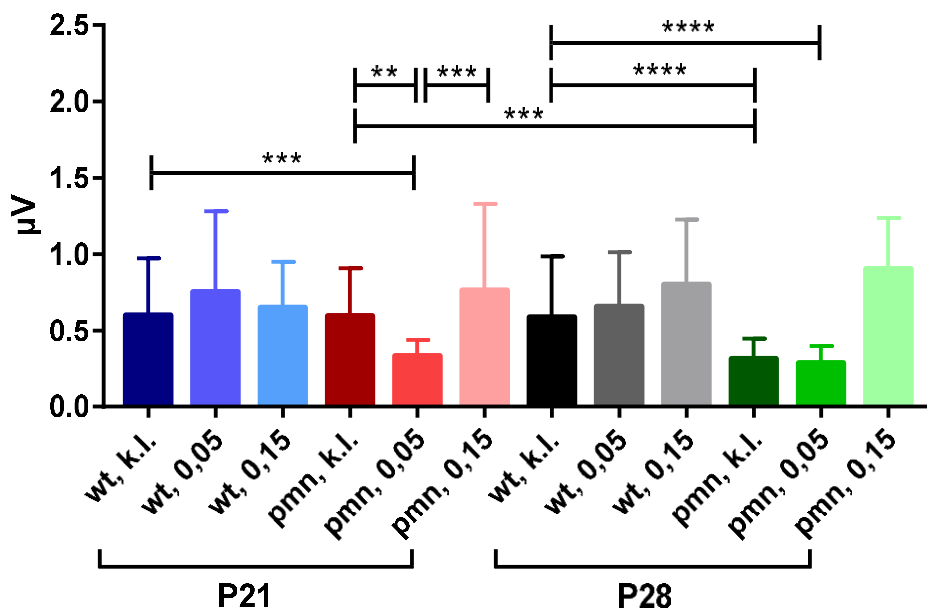 2.5
****
** *** ****
2.0
***
1.5
***
µV
1.0
0.5
0.0
wt, k.l.
wt, 0,05
wt, 0,15
pmn, k.l.
pmn, 0,05
pmn, 0,15
wt, k.l.
wt, 0,05
wt, 0,15
pmn, k.l.
pmn, 0,05
pmn, 0,15
P21
P28